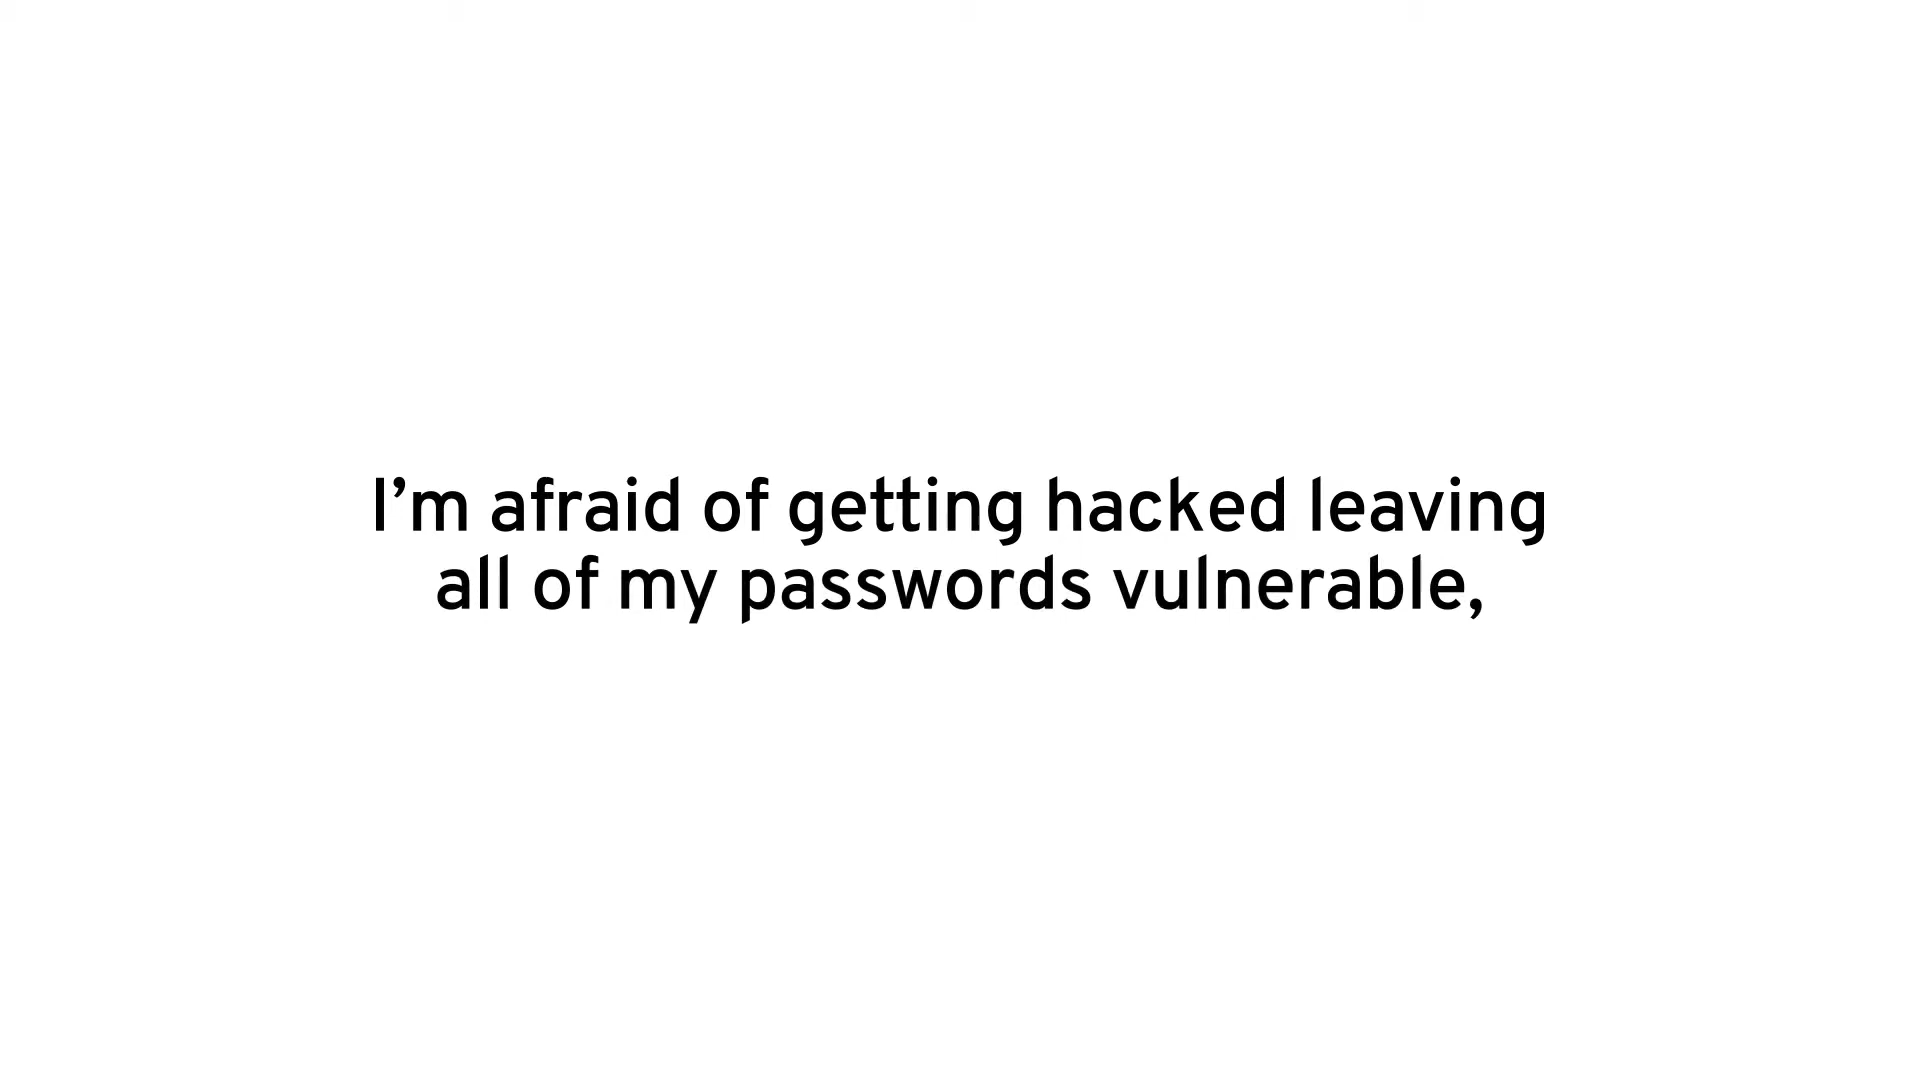 I’m afraid of getting hacked leaving
all of my passwords vulnerable,